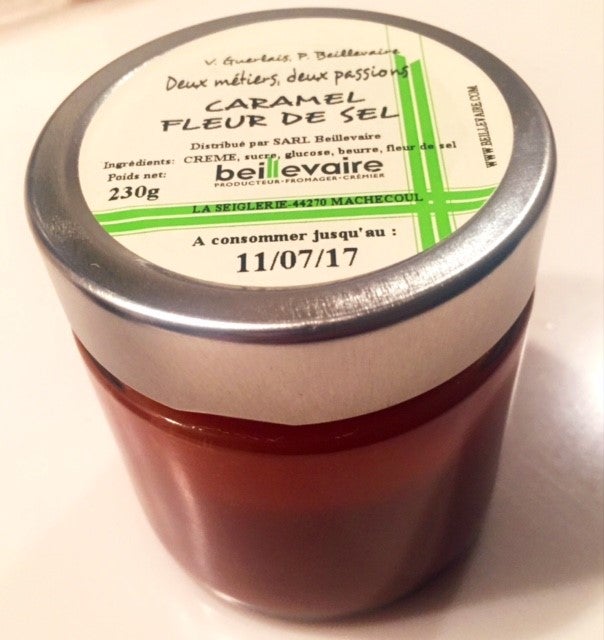 V. Guerlais, P. Beillevaire
Deux métiers, deux passions
CARAMEL
FLEUR DE SEL
Distribué par SARL Beillevaire
Ingrédients: CREME, sucre, glucose, beurre, fleur de sel
Poids net:
230g
beillevaire
PRODUCTEUR-FROMAGER-CRÉMIER
LA SEIGLERIE-44270 MACHECOUL
A consommer jusqu'au :
11/07/17
WWW.BEILLEVAIRE.COM